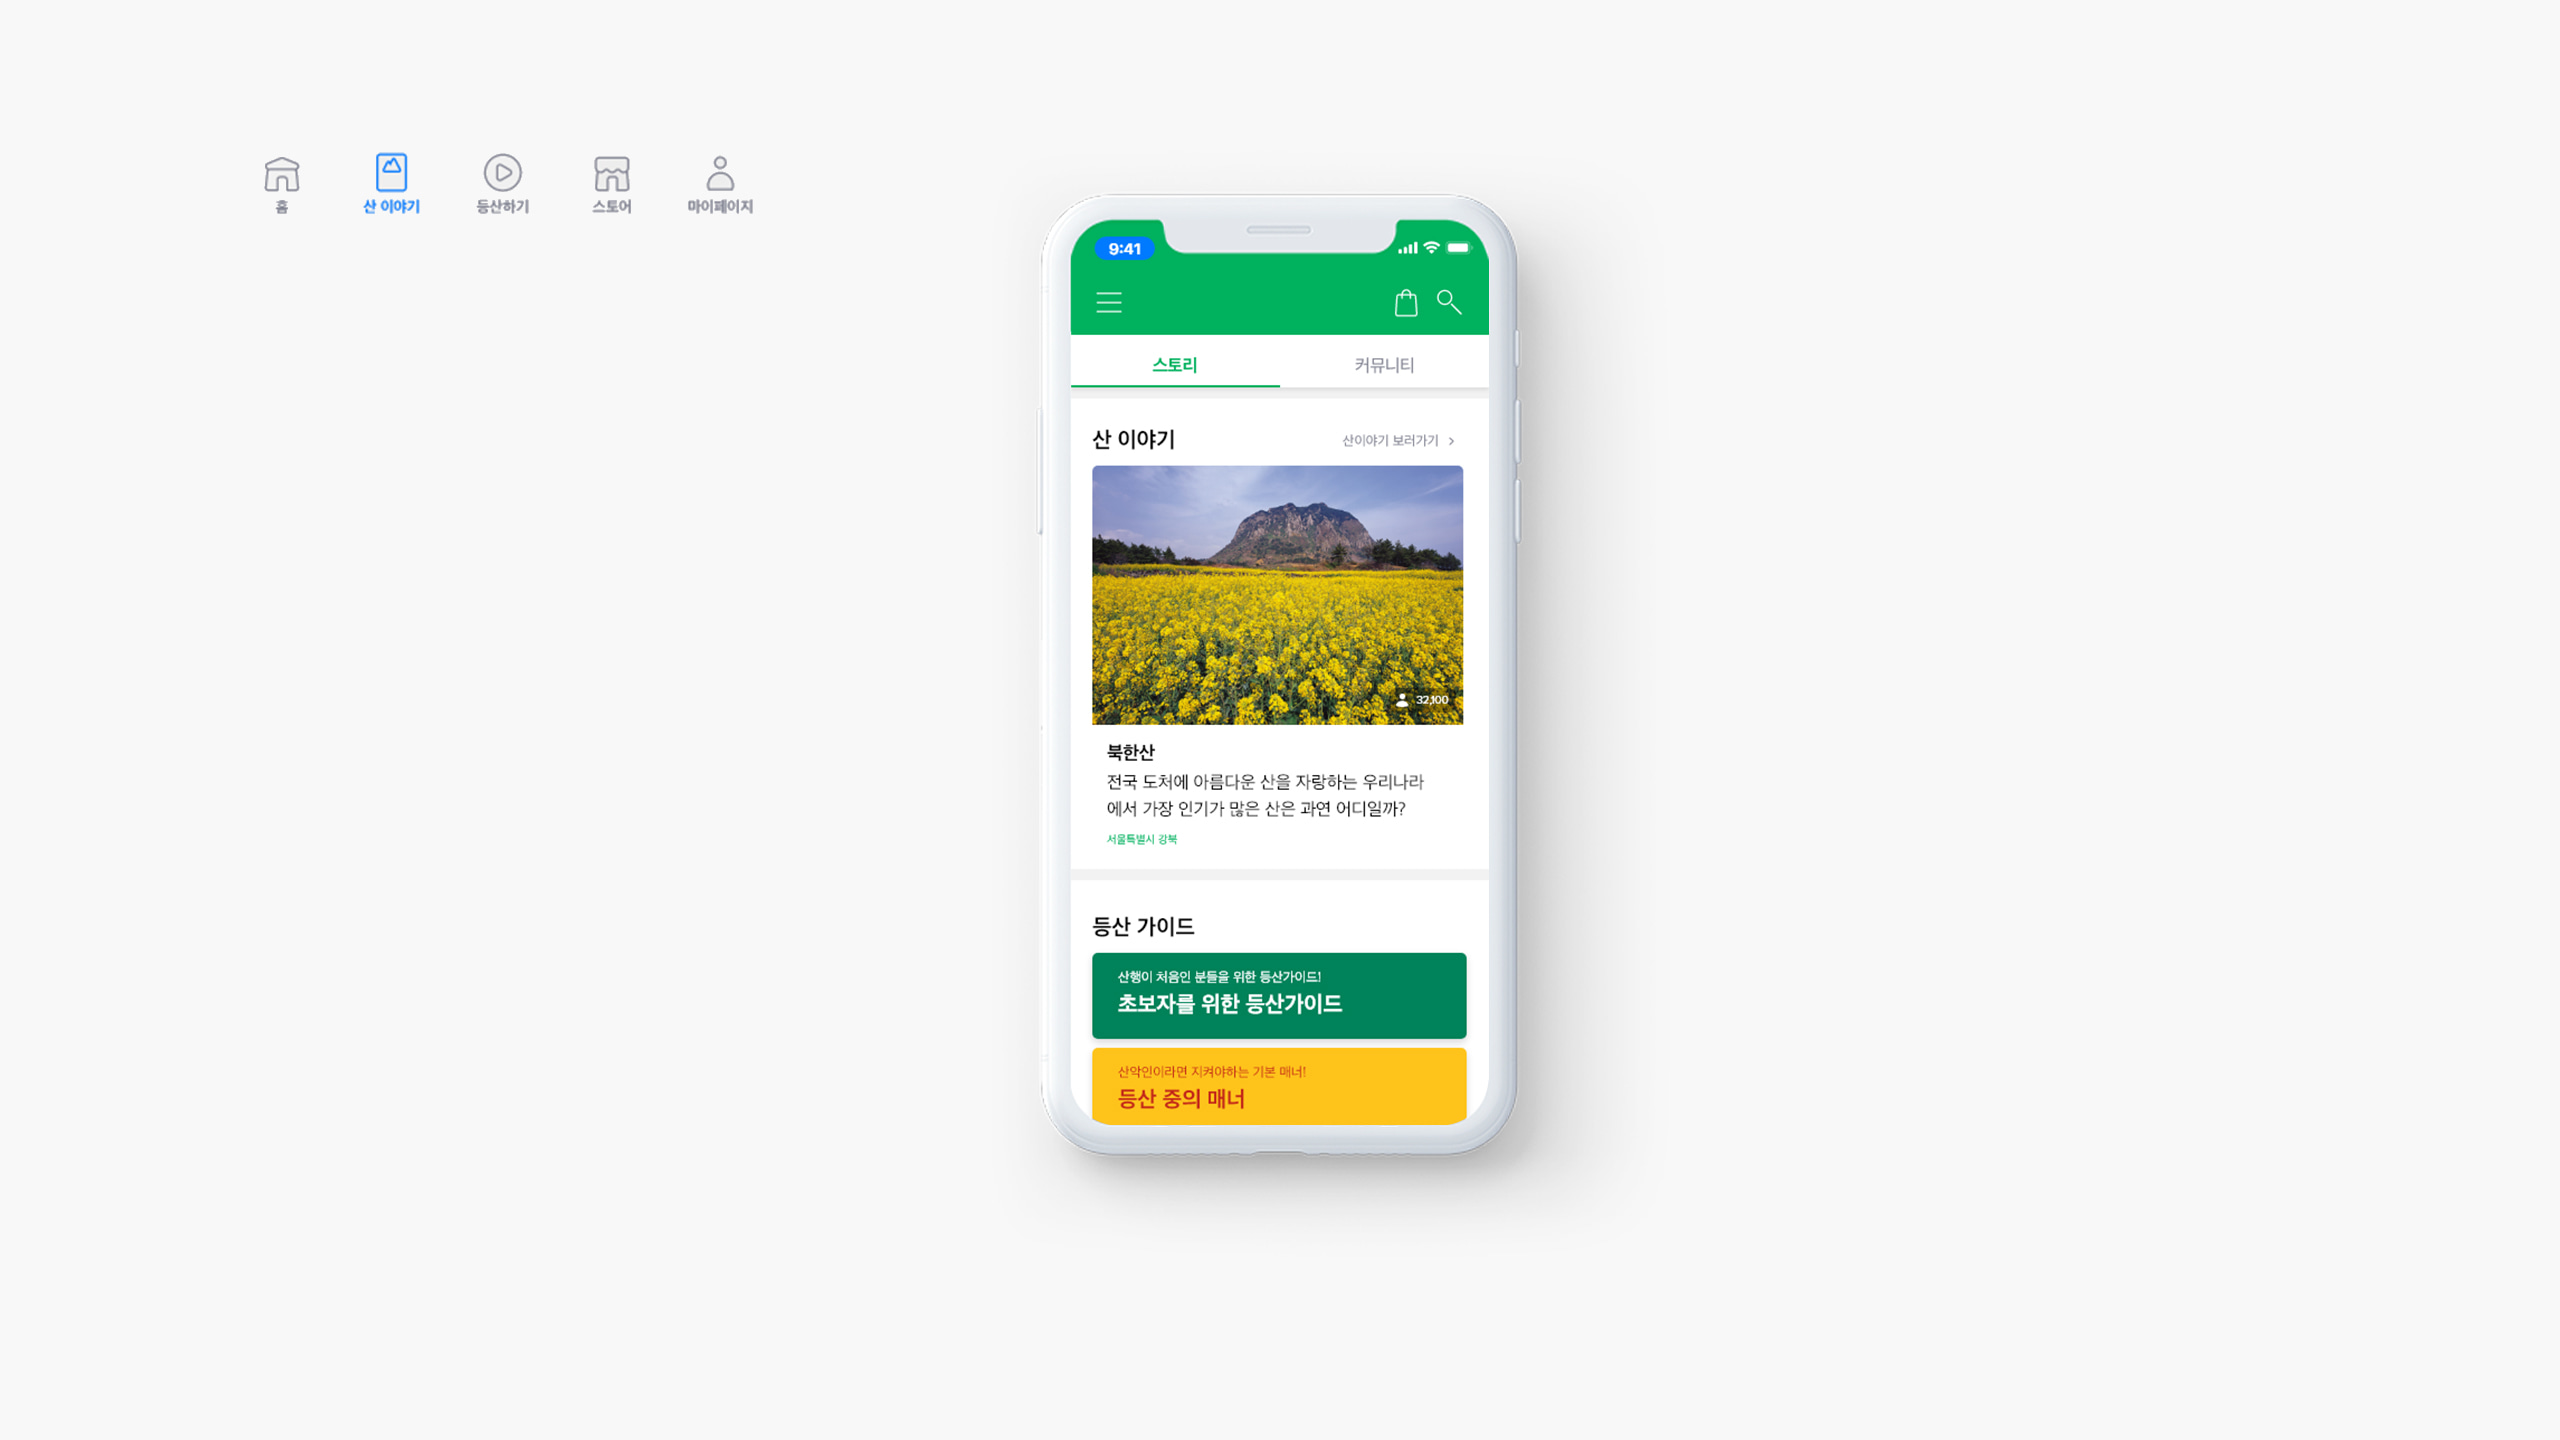 홈
산 이야기
등산하기
스토어
마이페이지
9:41
스토리
커뮤니티
산 이야기
산이야기 보러가기
32,100
북한산
전국 도처에 아름다운 산을 자랑하는 우리나라
에서 가장 인기가 많은 산은 과연 어디일까?
서울특별시 강북
등산 가이드
산행이 처음인 분들을 위한 등산가이드!
초보자를 위한 등산가이드
산악인이라면 지켜야하는 기본 매너!
등산 중의 매너